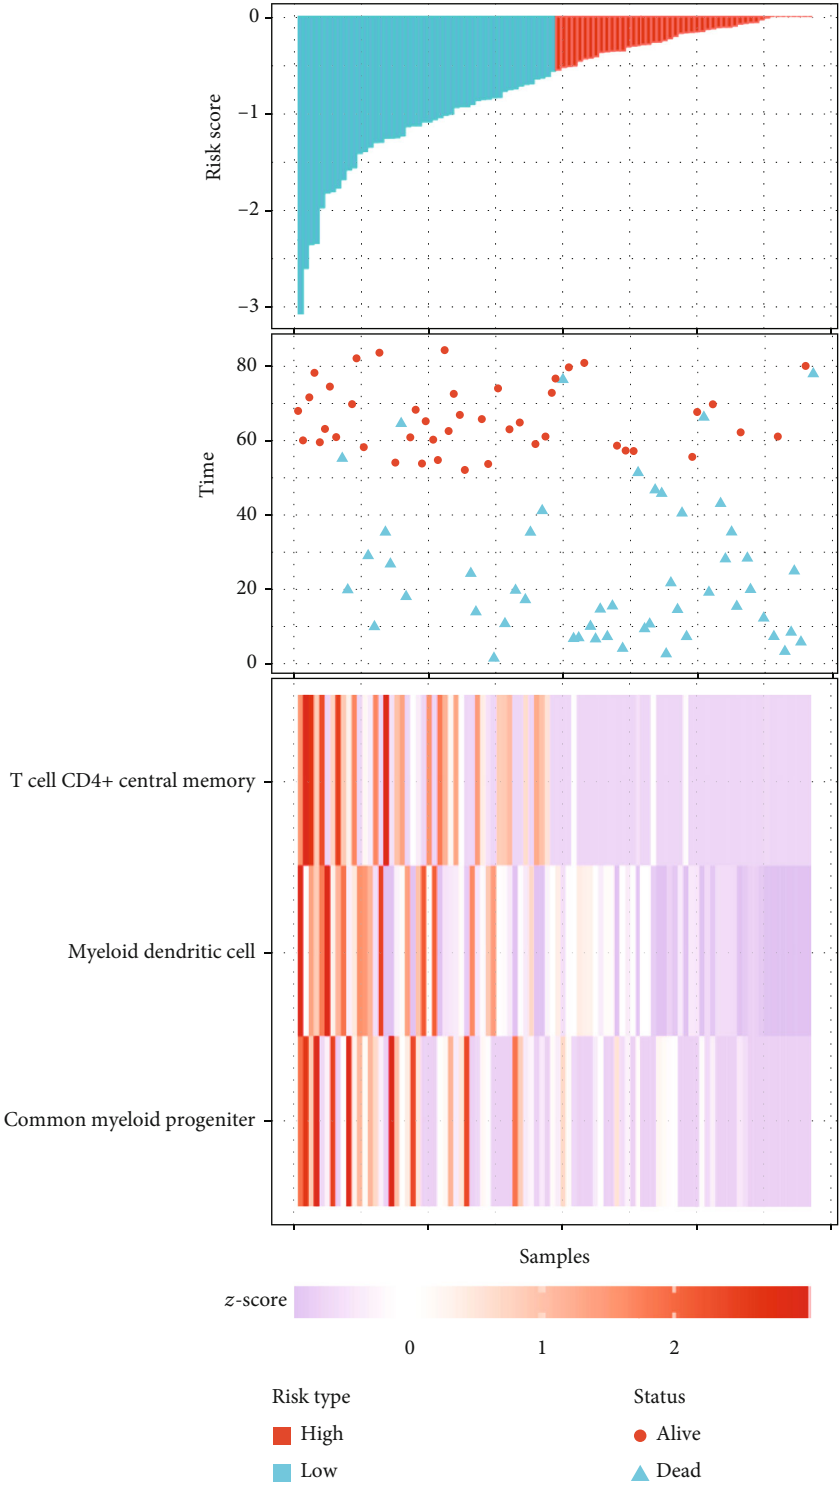 0
−1
−2
−3
Risk score
80
60
40
20
0
Time
T cell CD4+ central memory
Myeloid dendritic cell
Common myeloid progeniter
Samples
z-score
0 1 2
Risk type
High
Low
Status
Alive
Dead